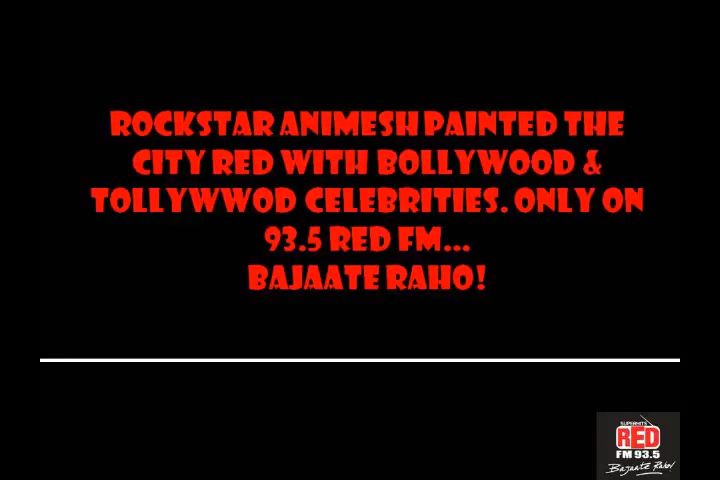 ROCKSTAR ANIMESH PAINTED THE
CITY RED WITH BOLLYWOOD &
TOLLYWWOD CELEBRITIES. ONLY ON
93.5 RED FM...
BAJAATE RAHO!
SUPERHITS
RED
FM 93.5
Bajaate Raho!